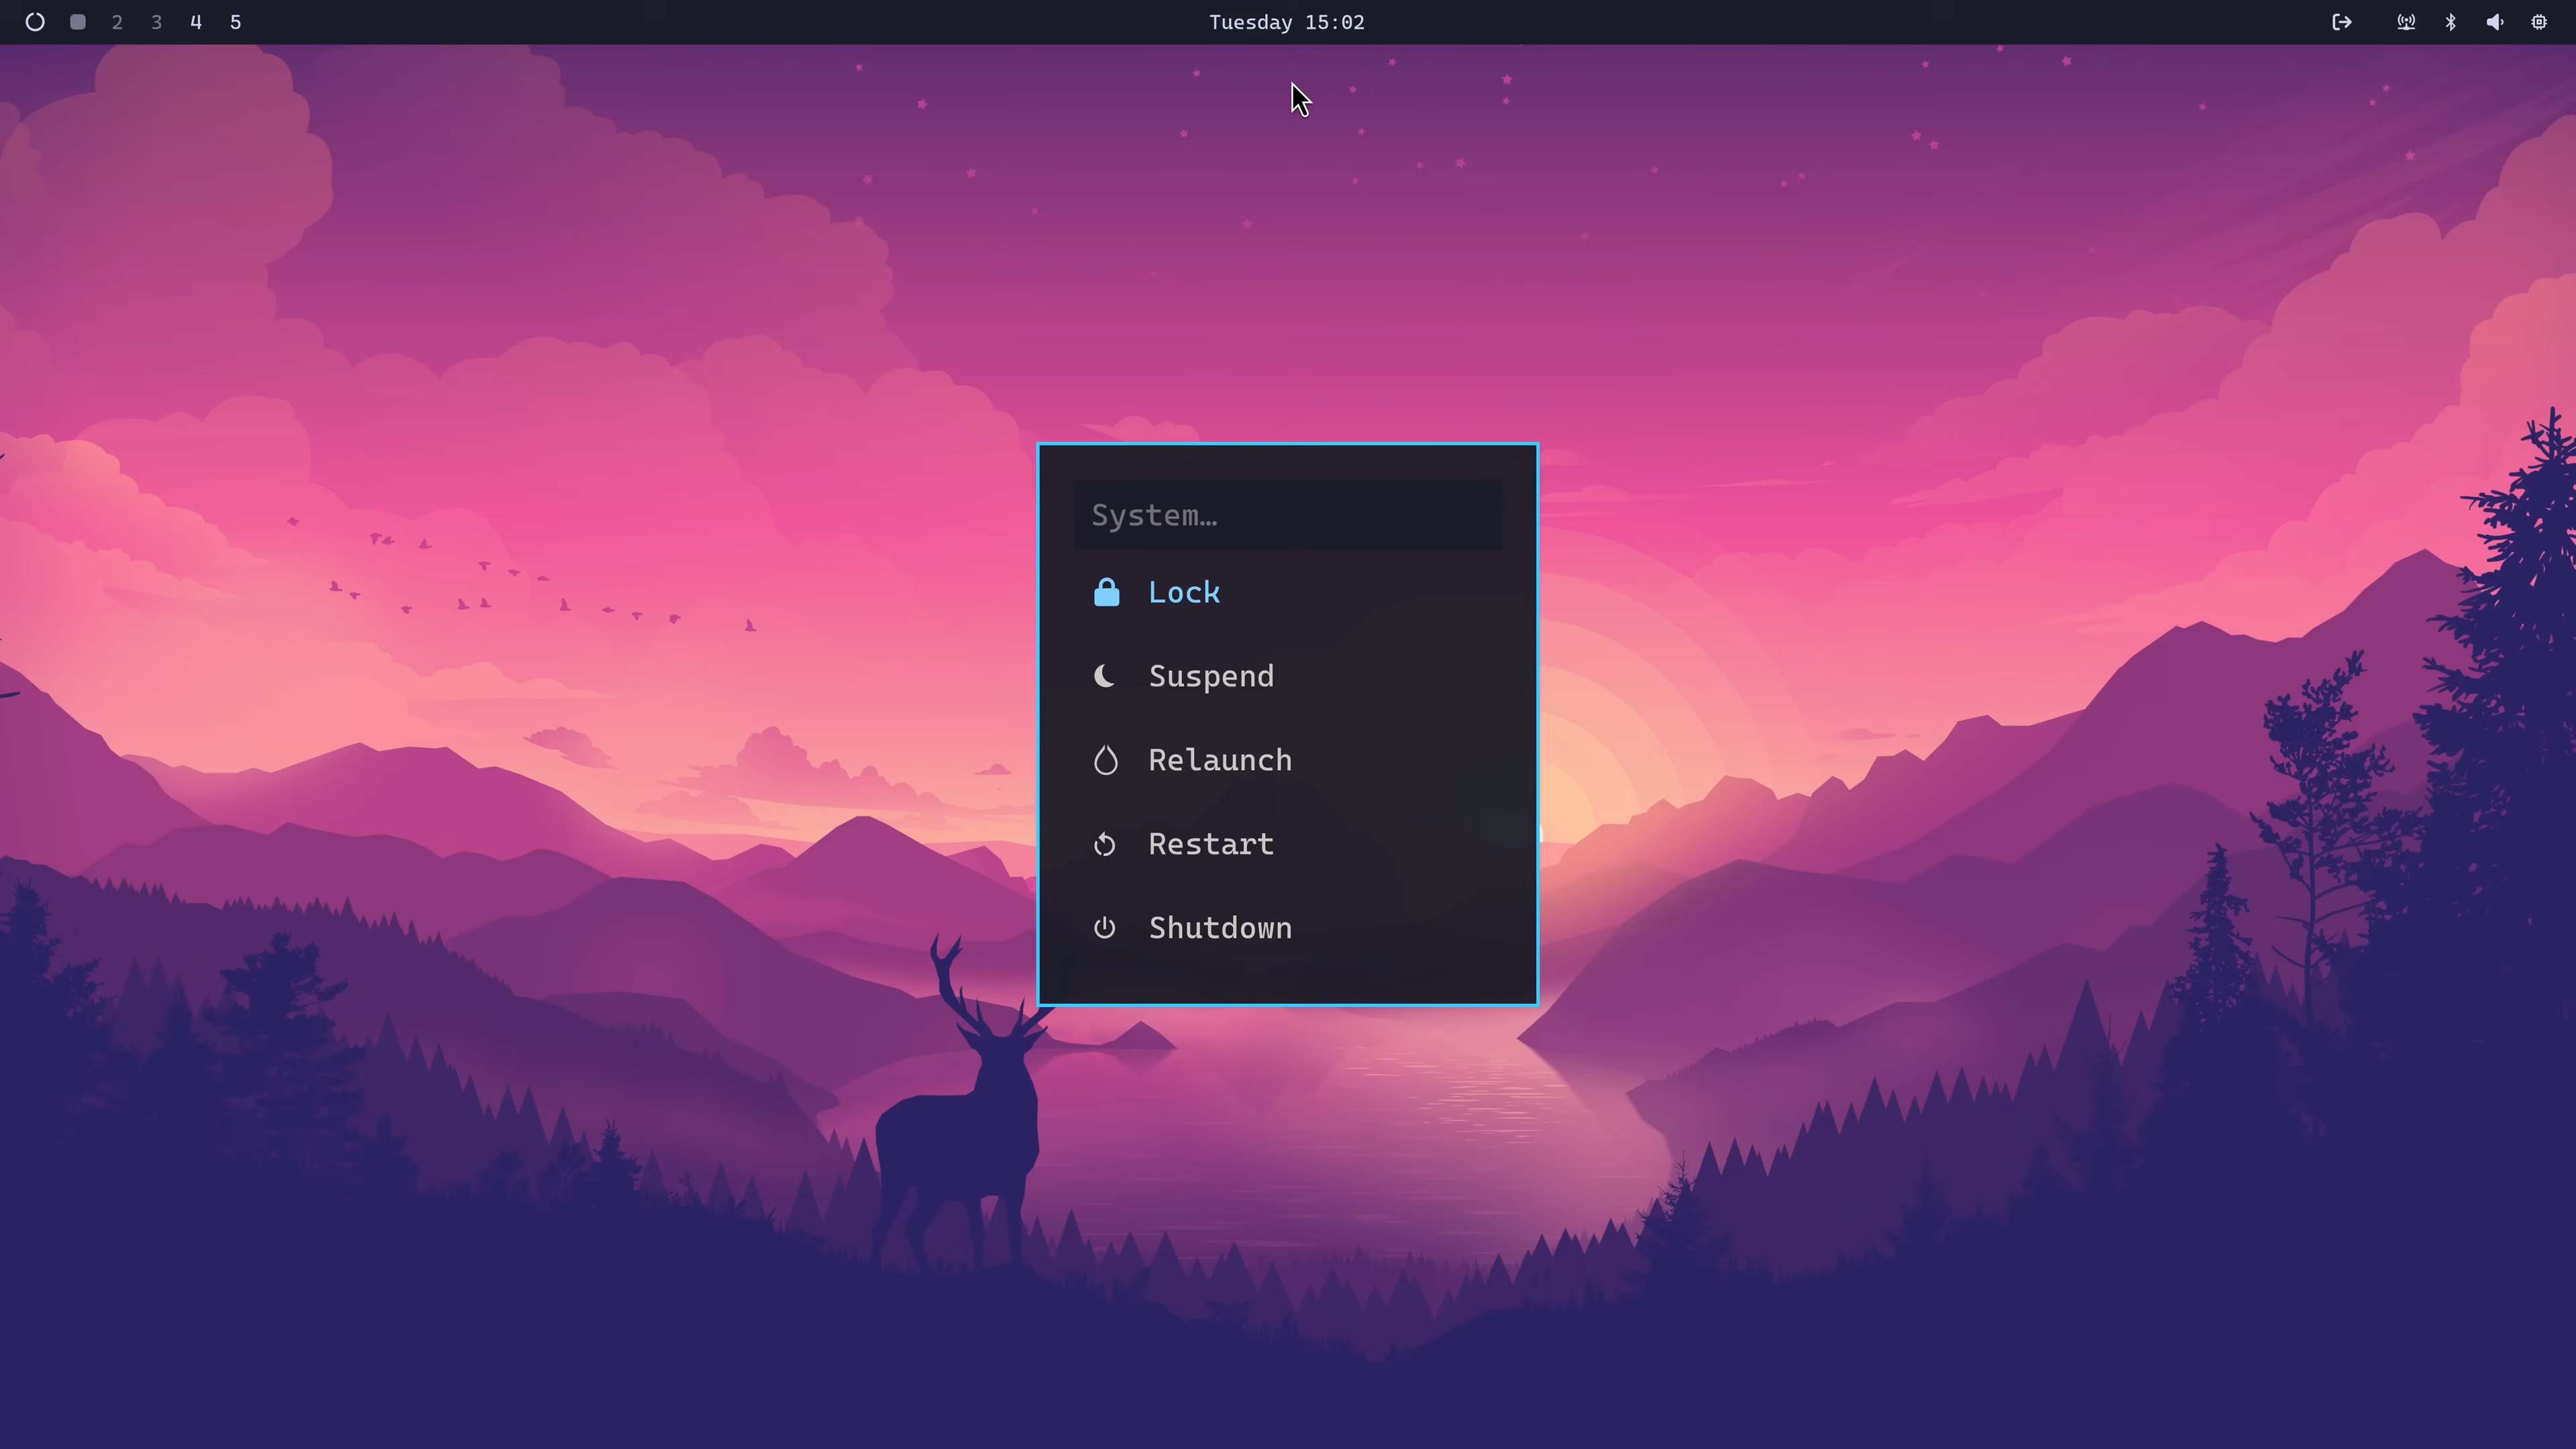 2 3 4 5
Tuesday 15:02
System…
Lock
Suspend
Relaunch
Restart
Shutdown